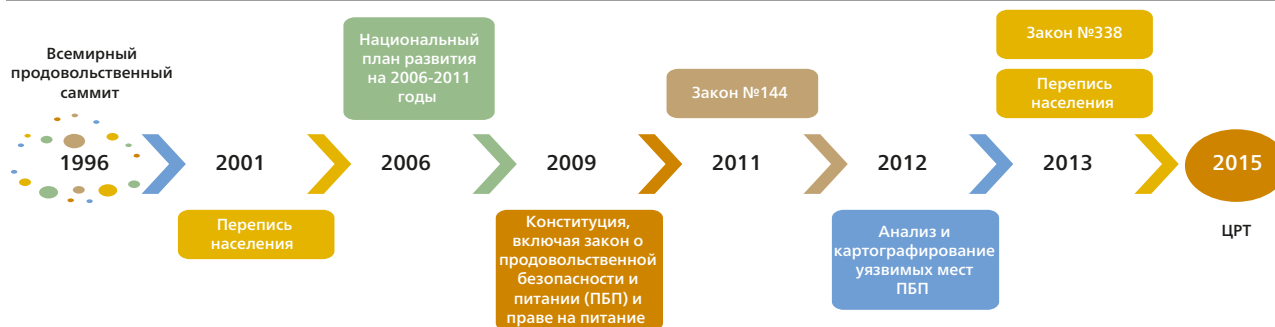 Всемирный
продовольственный
саммит
1996
2001
Перепись
населения
Национальный
план развития
на 2006-2011
годы
2006
2009
Конституция,
включая закон о
продовольственной
безопасности и
питании (ПБП) и
праве на питание
Закон №144
2011
2012
Анализ и
картографирование
уязвимых мест
ПБП
Закон №338
Перепись
населения
2013
2015
ЦРТ